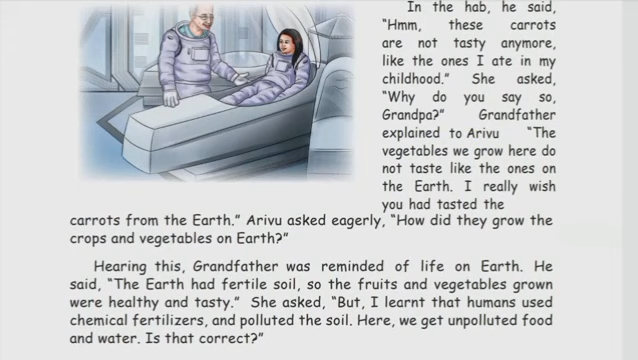 In the hab, he said,
“Hmm, these carrots
are not tasty anymore,
like the ones I ate in my
childhood.” She asked,
“Why do you say so,
Grandpa?” Grandfather
explained to Arivu “The
vegetables we grow here do
not taste like the ones on
the Earth. I really wish
you had tasted the
carrots from the Earth.” Arivu asked eagerly, “How did they grow the
crops and vegetables on Earth?”
Hearing this, Grandfather was reminded of life on Earth. He
said, “The Earth had fertile soil, so the fruits and vegetables grown
were healthy and tasty.” She asked, “But, I learnt that humans used
chemical fertilizers, and polluted the soil. Here, we get unpolluted food
and water. Is that correct?”